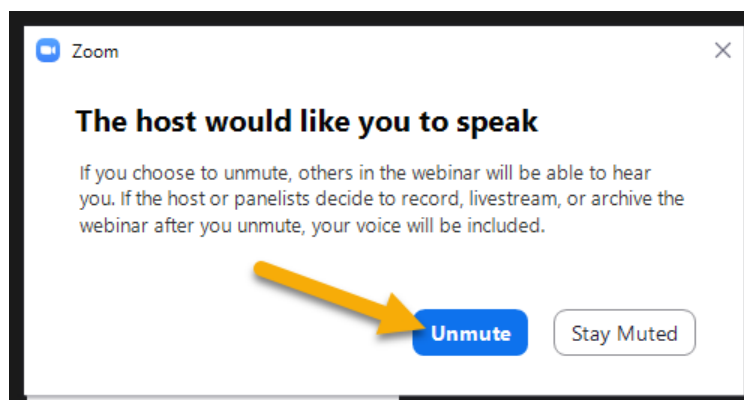 Zoom
The host would like you to speak
If you choose to unmute, others in the webinar will be able to hear
you. If the host or panelists decide to record, livestream, or archive the
webinar after you unmute, your voice will be included.
Unmute
Stay Muted